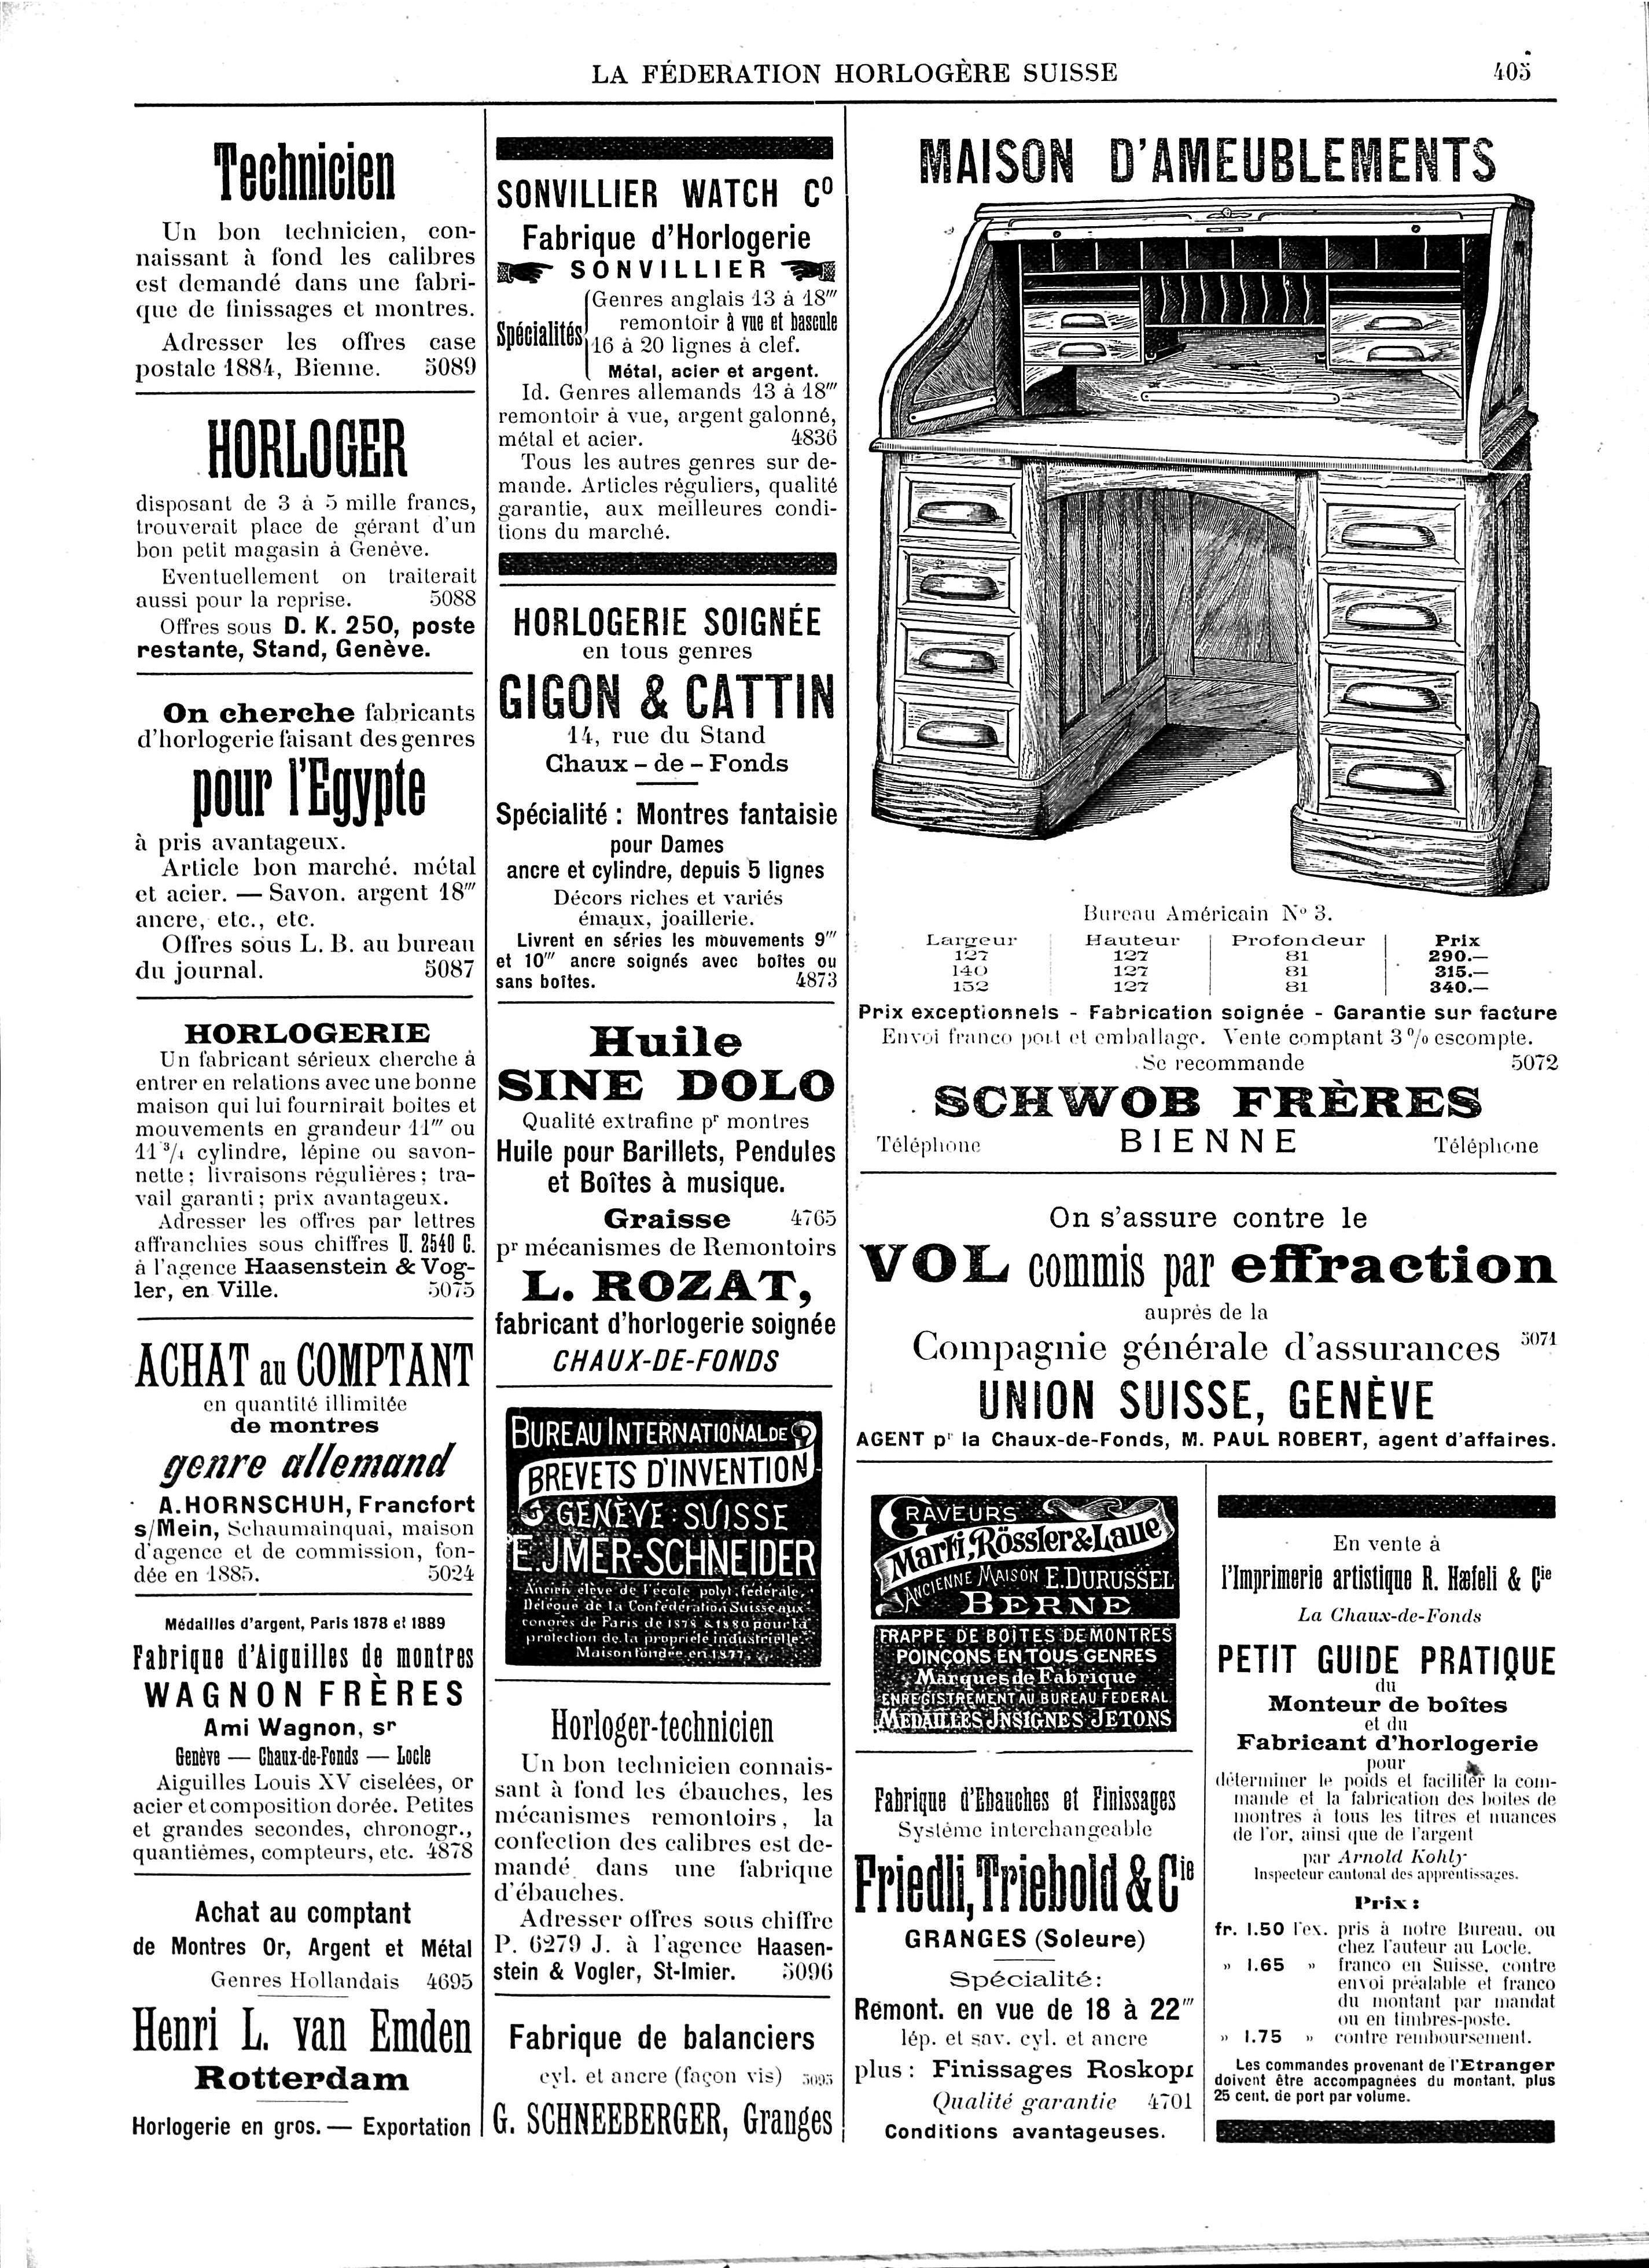 LA FÉDERATION HORLOGÈRE SUISSE
405
Technicien
Un bon technicien, con-
naissant à fond les calibres
est demandé dans une fabri-
que de finissages et montres.
Adresser les offres case
postale 1884, Bienne. 5089
HORLOGER
disposant de 3 à 5 mille francs,
trouverait place de gérant d'un
bon petit magasin à Genève.
Eventuellement on traiterait
aussi pour la reprise. 5088
Offres sous D. K. 250, poste
restante, Stand, Genève.
On cherche fabricants
d'horlogerie faisant des genres
pour l'Egypte
à pris avantageux.
Article bon marché. métal
et acier. — Savon. argent 18'''
ancre, etc., etc.
Offres sous L. B. au bureau
du journal. 5087
HORLOGERIE
Un fabricant sérieux cherche à
entrer en relations avec une bonne
maison qui lui fournirait boites et
mouvements en grandeur 11''' ou
11 3/4 cylindre, lépine ou savon-
nette; livraisons régulières; tra-
vail garanti; prix avantageux.
Adresser les offres par lettres
affranchies sous chiffres U. 2540 C.
à l'agence Haasenstein & Vog-
ler, en Ville. 5075
ACHAT au COMPTANT
en quantité illimitée
de montres
genre allemand
A. HORNSCHUH, Francfort
s/Mein, Schaumainquai, maison
d'agence et de commission, fon-
dée en 1885. 5024
Médailles d'argent, Paris 1878 et 1889
Fabrique d'Aiguilles de montres
WAGNON FRÈRES
Ami Wagnon, sr
Genève — Chaux-de-Fonds — Locle
Aiguilles Louis XV ciselées, or
acier et composition dorée. Petites
et grandes secondes, chronogr.,
quantièmes, compteurs, etc. 4878
Achat au comptant
de Montres Or, Argent et Métal
Genres Hollandais 4695
Henri L. van Emden
Rotterdam
Horlogerie en gros. — Exportation
SONVILLIER WATCH Co
Fabrique d'Horlogerie
SONVILLIER
Spécialités
Genres anglais 13 à 18'''
remontoir à vue et bascule
16 à 20 lignes à clef.
Métal, acier et argent.
Id. Genres allemands 13 à 18'''
remontoir à vue, argent galonné,
métal et acier. 4836
Tous les autres genres sur de-
mande. Articles réguliers, qualité
garantie, aux meilleures condi-
tions du marché.
HORLOGERIE SOIGNÉE
en tous genres
GIGON & CATTIN
14, rue du Stand
Chaux-de-Fonds
Spécialité : Montres fantaisie
pour Dames
ancre et cylindre, depuis 5 lignes
Décors riches et variés
émaux, joaillerie.
Livrent en séries les mouvements 9'''
et 10''' ancre soignés avec boîtes ou
sans boîtes. 4873
Huile
SINE DOLO
Qualité extrafine pr montres
Huile pour Barillets, Pendules
et Boîtes à musique.
Graisse 4765
pr mécanismes de Remontoirs
L. ROZAT,
fabricant d'horlogerie soignée
CHAUX-DE-FONDS
BUREAU INTERNATIONAL DE
BREVETS D'INVENTION
GENÈVE : SUISSE
E. IMER-SCHNEIDER
Ancien élève de l'école polyt. fédérale.
Délégué de la Confédération Suisse aux
congrès de Paris de 1878 & 1880 pour la
protection de la propriété industrielle
Maison fondée en 1877.
Horloger-technicien
Un bon technicien connais-
sant à fond les ébauches, les
mécanismes remontoirs, la
confection des calibres est de-
mandé dans une fabrique
d'ébauches.
Adresser offres sous chiffre
P. 6279 J. à l'agence Haasen-
stein & Vogler, St-Imier. 5096
Fabrique de balanciers
cyl. et ancre (façon vis) 5095
G. SCHNEEBERGER, Granges
MAISON D'AMEUBLEMENTS
Bureau Américain No 3.
Largeur Hauteur Profondeur Prix
127 127 81 290.—
140 127 81 315.—
152 127 81 340.—
Prix exceptionnels - Fabrication soignée - Garantie sur facture
Envoi franco port et emballage. Vente comptant 3 % escompte.
Se recommande 5072
SCHWOB FRÈRES
Téléphone BIENNE Téléphone
On s'assure contre le
VOL commis par effraction
auprès de la
Compagnie générale d'assurances 5071
UNION SUISSE, GENÈVE
AGENT pr la Chaux-de-Fonds, M. PAUL ROBERT, agent d'affaires.
GRAVEURS
Marti, Rössler & Laue
ANCIENNE MAISON E. DURUSSEL
BERNE
FRAPPE DE BOÎTES DE MONTRES
POINÇONS EN TOUS GENRES
Marques de Fabrique
ENREGISTREMENT AU BUREAU FEDERAL
MEDAILLES, INSIGNES, JETONS
Fabrique d'Ebauches et Finissages
Système interchangeable
Friedli, Triebold & Cie
GRANGES (Soleure)
Spécialité:
Remont. en vue de 18 à 22'''
lép. et sav. cyl. et ancre
plus : Finissages Roskopf
Qualité garantie 4701
Conditions avantageuses.
En vente à
l'Imprimerie artistique R. Hæfeli & Cie
La Chaux-de-Fonds
PETIT GUIDE PRATIQUE
du
Monteur de boîtes
et du
Fabricant d'horlogerie
pour
déterminer le poids et faciliter la com-
mande et la fabrication des boites de
montres à tous les titres et nuances
de l'or, ainsi que de l'argent
par Arnold Kohly
Inspecteur cantonal des apprentissages.
Prix :
fr. 1.50 l'ex. pris à notre Bureau. ou
chez l'auteur au Locle.
» 1.65 » franco en Suisse, contre
envoi préalable et franco
du montant par mandat
ou en timbres-poste.
» 1.75 » contre remboursement.
Les commandes provenant de l'Etranger
doivent être accompagnées du montant, plus
25 cent. de port par volume.